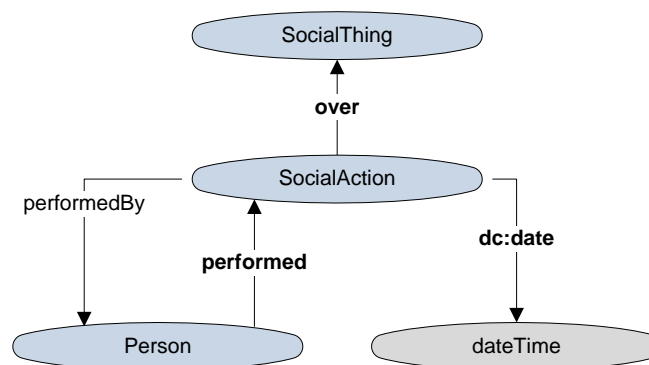 SocialThing
over
SocialAction
performedBy
dc:date
performed
Person
dateTime